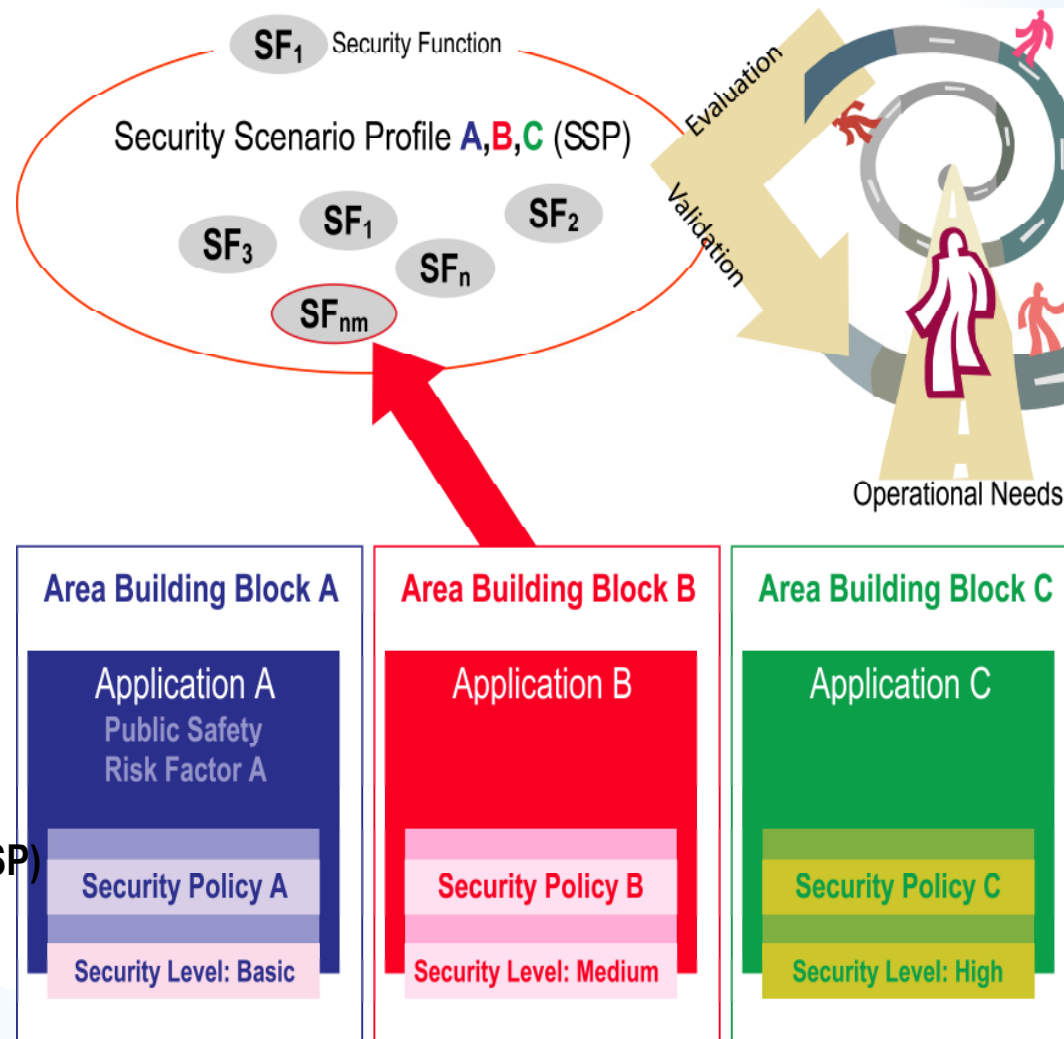 SF1 Security Function
Evaluation
Security Scenario Profile A,B,C (SSP)
Validation
SF3
SF1
SF2
SFn
SFnm
Operational Needs
Area Building Block A
Application A
Public Safety
Risk Factor A
SP)
Security Policy A
Security Level: Basic
Area Building Block B
Application B
Security Policy B
Security Level: Medium
Area Building Block C
Application C
Security Policy C
Security Level: High